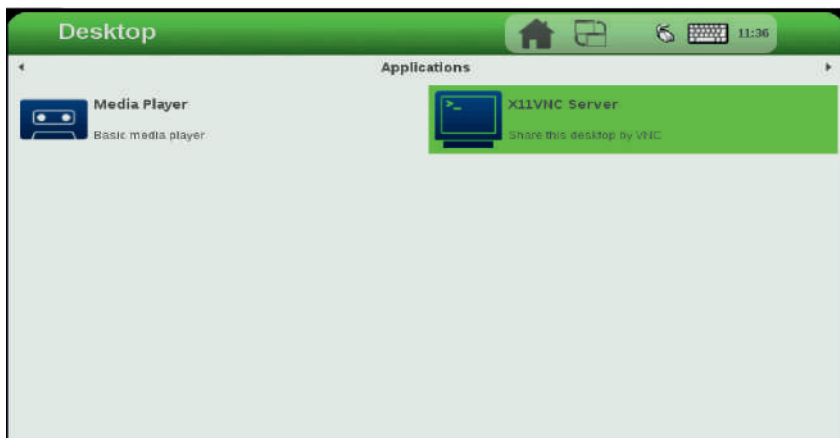 Desktop
11:36
Applications
Media Player
Basic media player
X11VNC Server
Share this desktop by VNC
>_